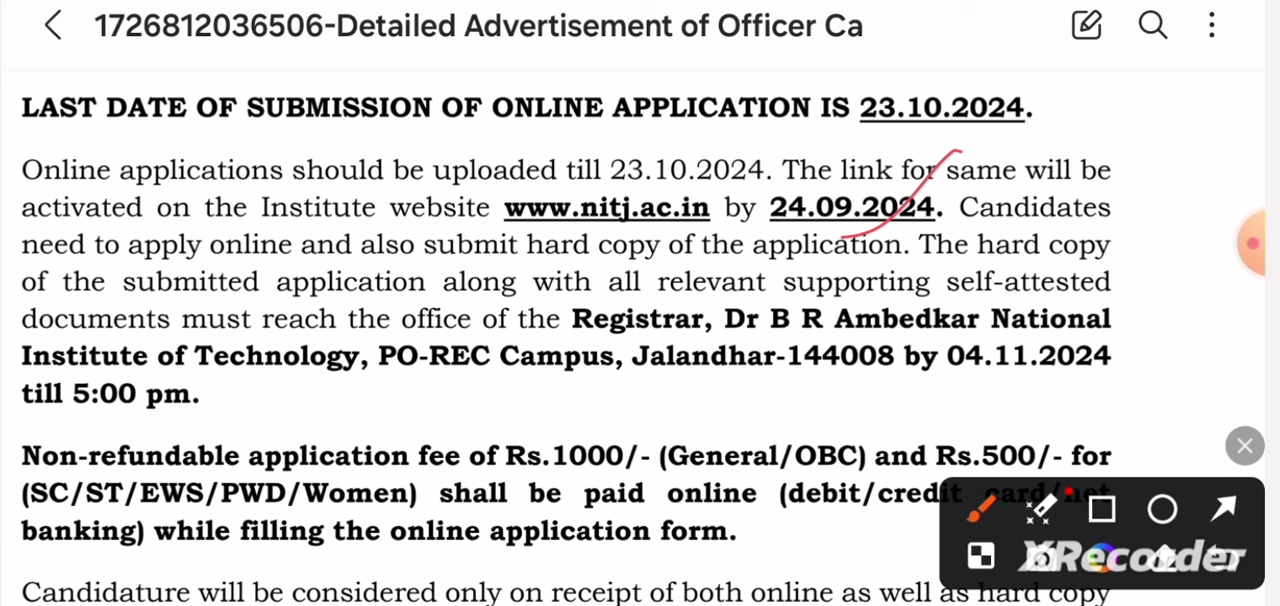 1726812036506-Detailed Advertisement of Officer Ca
LAST DATE OF SUBMISSION OF ONLINE APPLICATION IS 23.10.2024.
Online applications should be uploaded till 23.10.2024. The link for same will be
activated on the Institute website www.nitj.ac.in by 24.09.2024. Candidates
need to apply online and also submit hard copy of the application. The hard copy
of the submitted application along with all relevant supporting self-attested
documents must reach the office of the Registrar, Dr B R Ambedkar National
Institute of Technology, PO-REC Campus, Jalandhar-144008 by 04.11.2024
till 5:00 pm.
Non-refundable application fee of Rs.1000/- (General/OBC) and Rs.500/- for
(SC/ST/EWS/PWD/Women) shall be paid online (debit/credit card/net
banking) while filling the online application form.
XRecorder
Candidature will be considered only on receipt of both online as well as hard copy